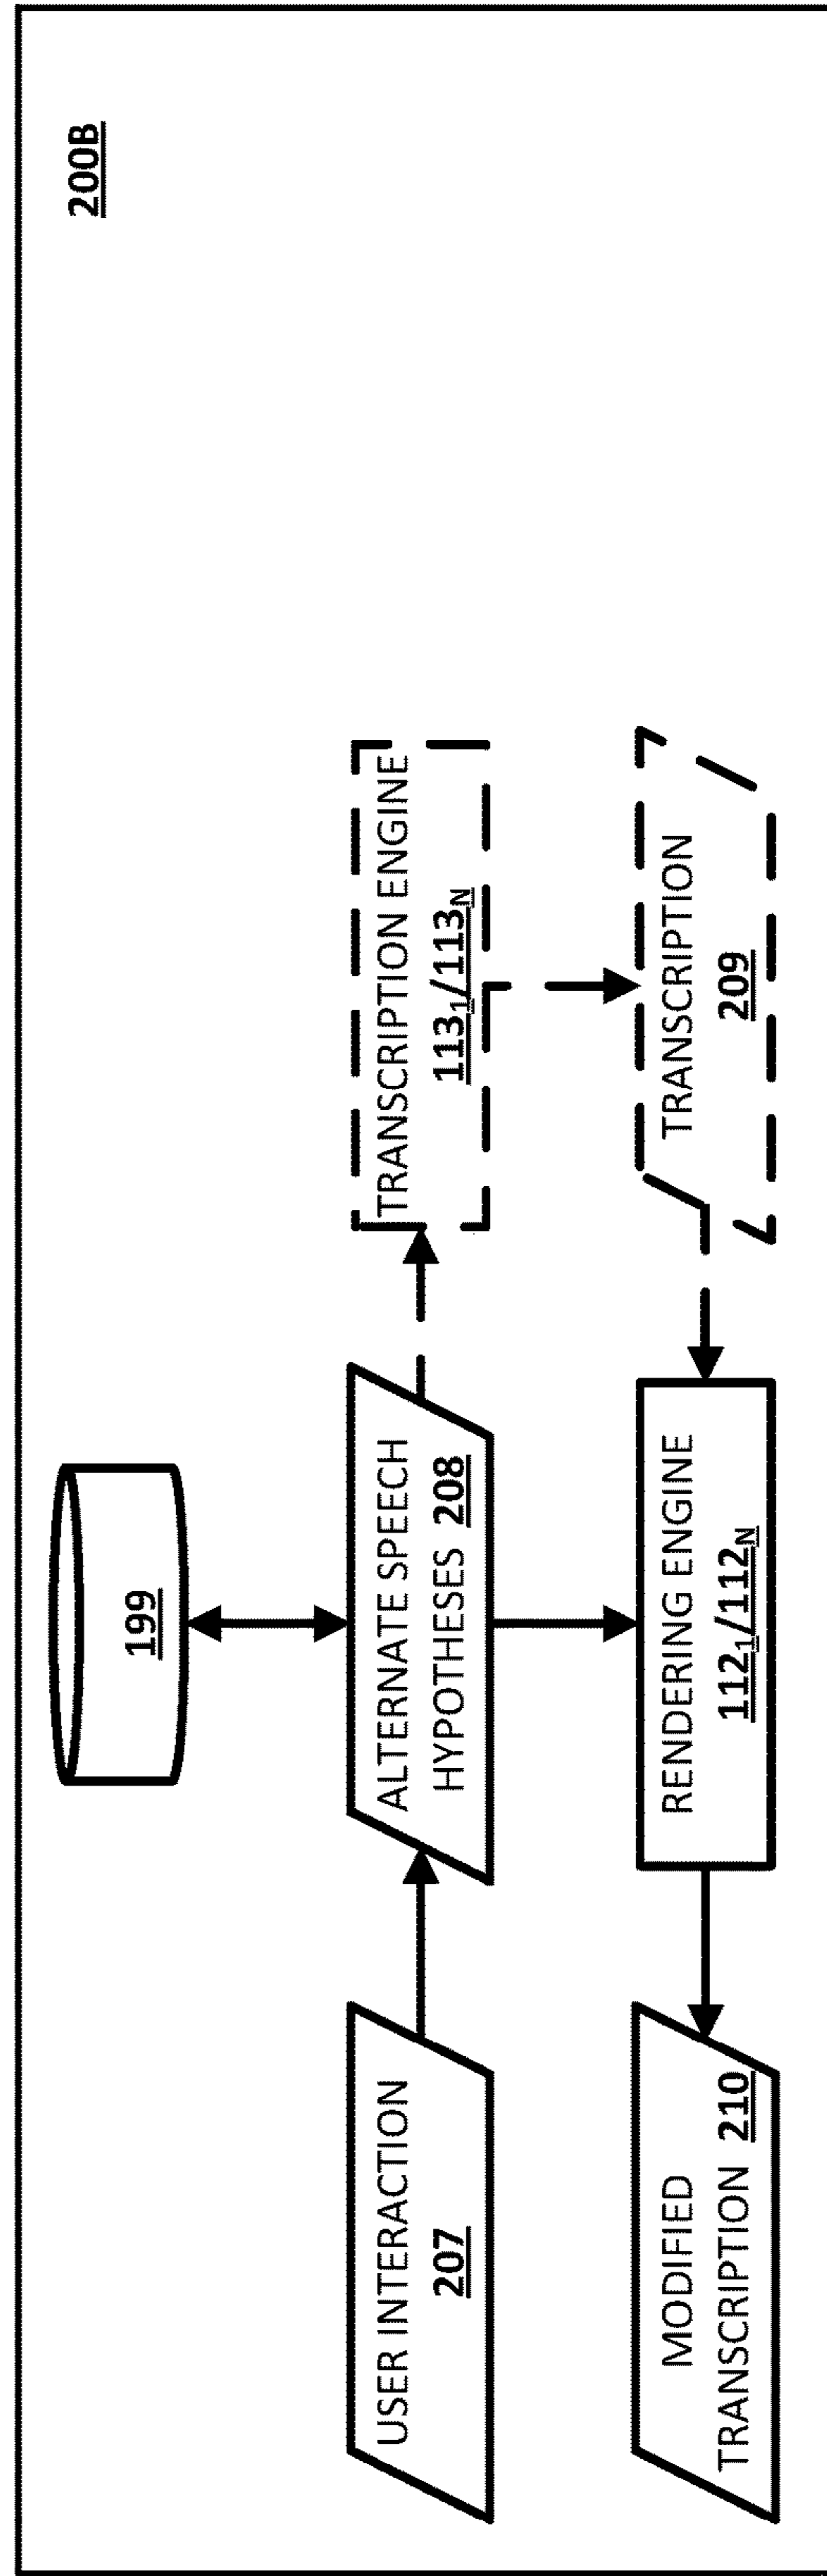 200B
199
USER INTERACTION
207
ALTERNATE SPEECH
HYPOTHESES 208
TRANSCRIPTION ENGINE
113₁/113ₙ
MODIFIED
TRANSCRIPTION 210
RENDERING ENGINE
112₁/112ₙ
TRANSCRIPTION
209